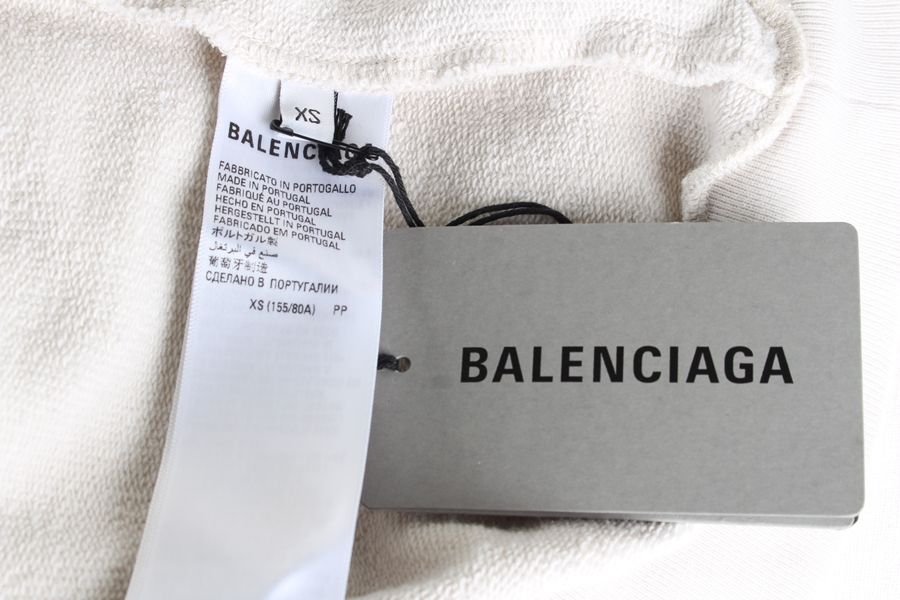 XS
BALENCIAGA
FABBRICATO IN PORTOGALLO
MADE IN PORTUGAL
FABRIQUÉ AU PORTUGAL
HECHO EN PORTUGAL
HERGESTELLT IN PORTUGAL
FABRICADO EM PORTUGAL
ポルトガル製
صنع في البرتغال
葡萄牙制造
СДЕЛАНО В ПОРТУГАЛИИ
XS (155/80A) PP
BALENCIAGA